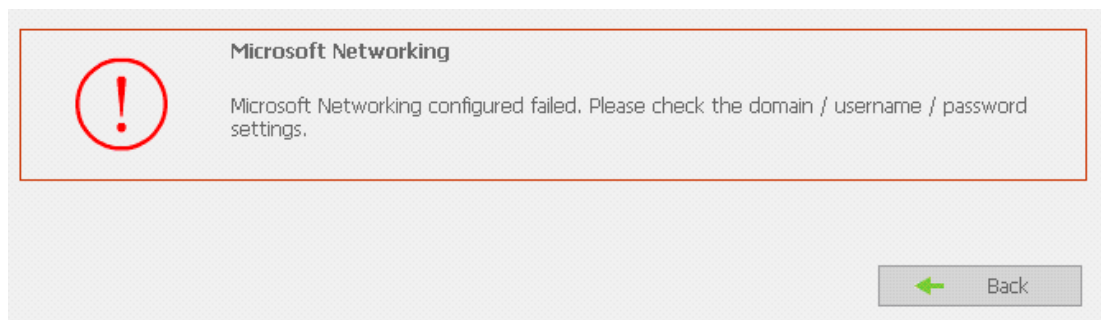 Microsoft Networking
Microsoft Networking configured failed. Please check the domain / username / password
settings.
Back